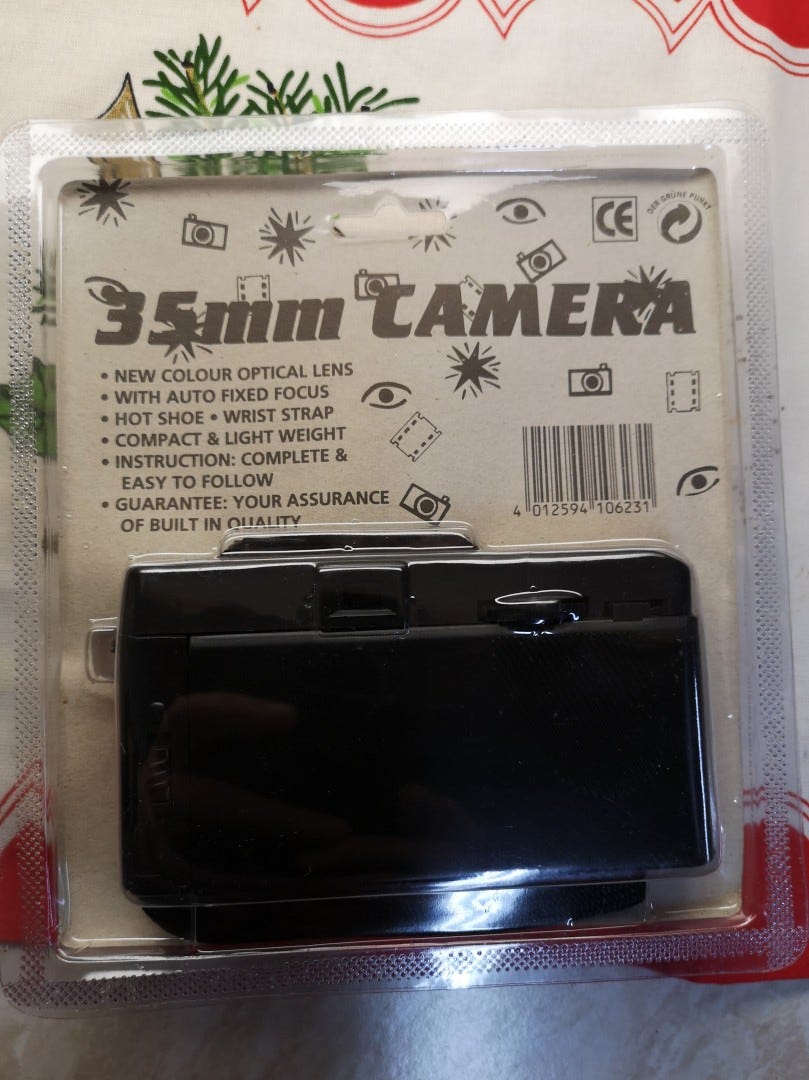 CE
DER GRÜNE PUNKT
35mm CAMERA
• NEW COLOUR OPTICAL LENS
• WITH AUTO FIXED FOCUS
• HOT SHOE • WRIST STRAP
• COMPACT & LIGHT WEIGHT
• INSTRUCTION: COMPLETE &
EASY TO FOLLOW
• GUARANTEE: YOUR ASSURANCE
OF BUILT IN QUALITY
4 012594 106231